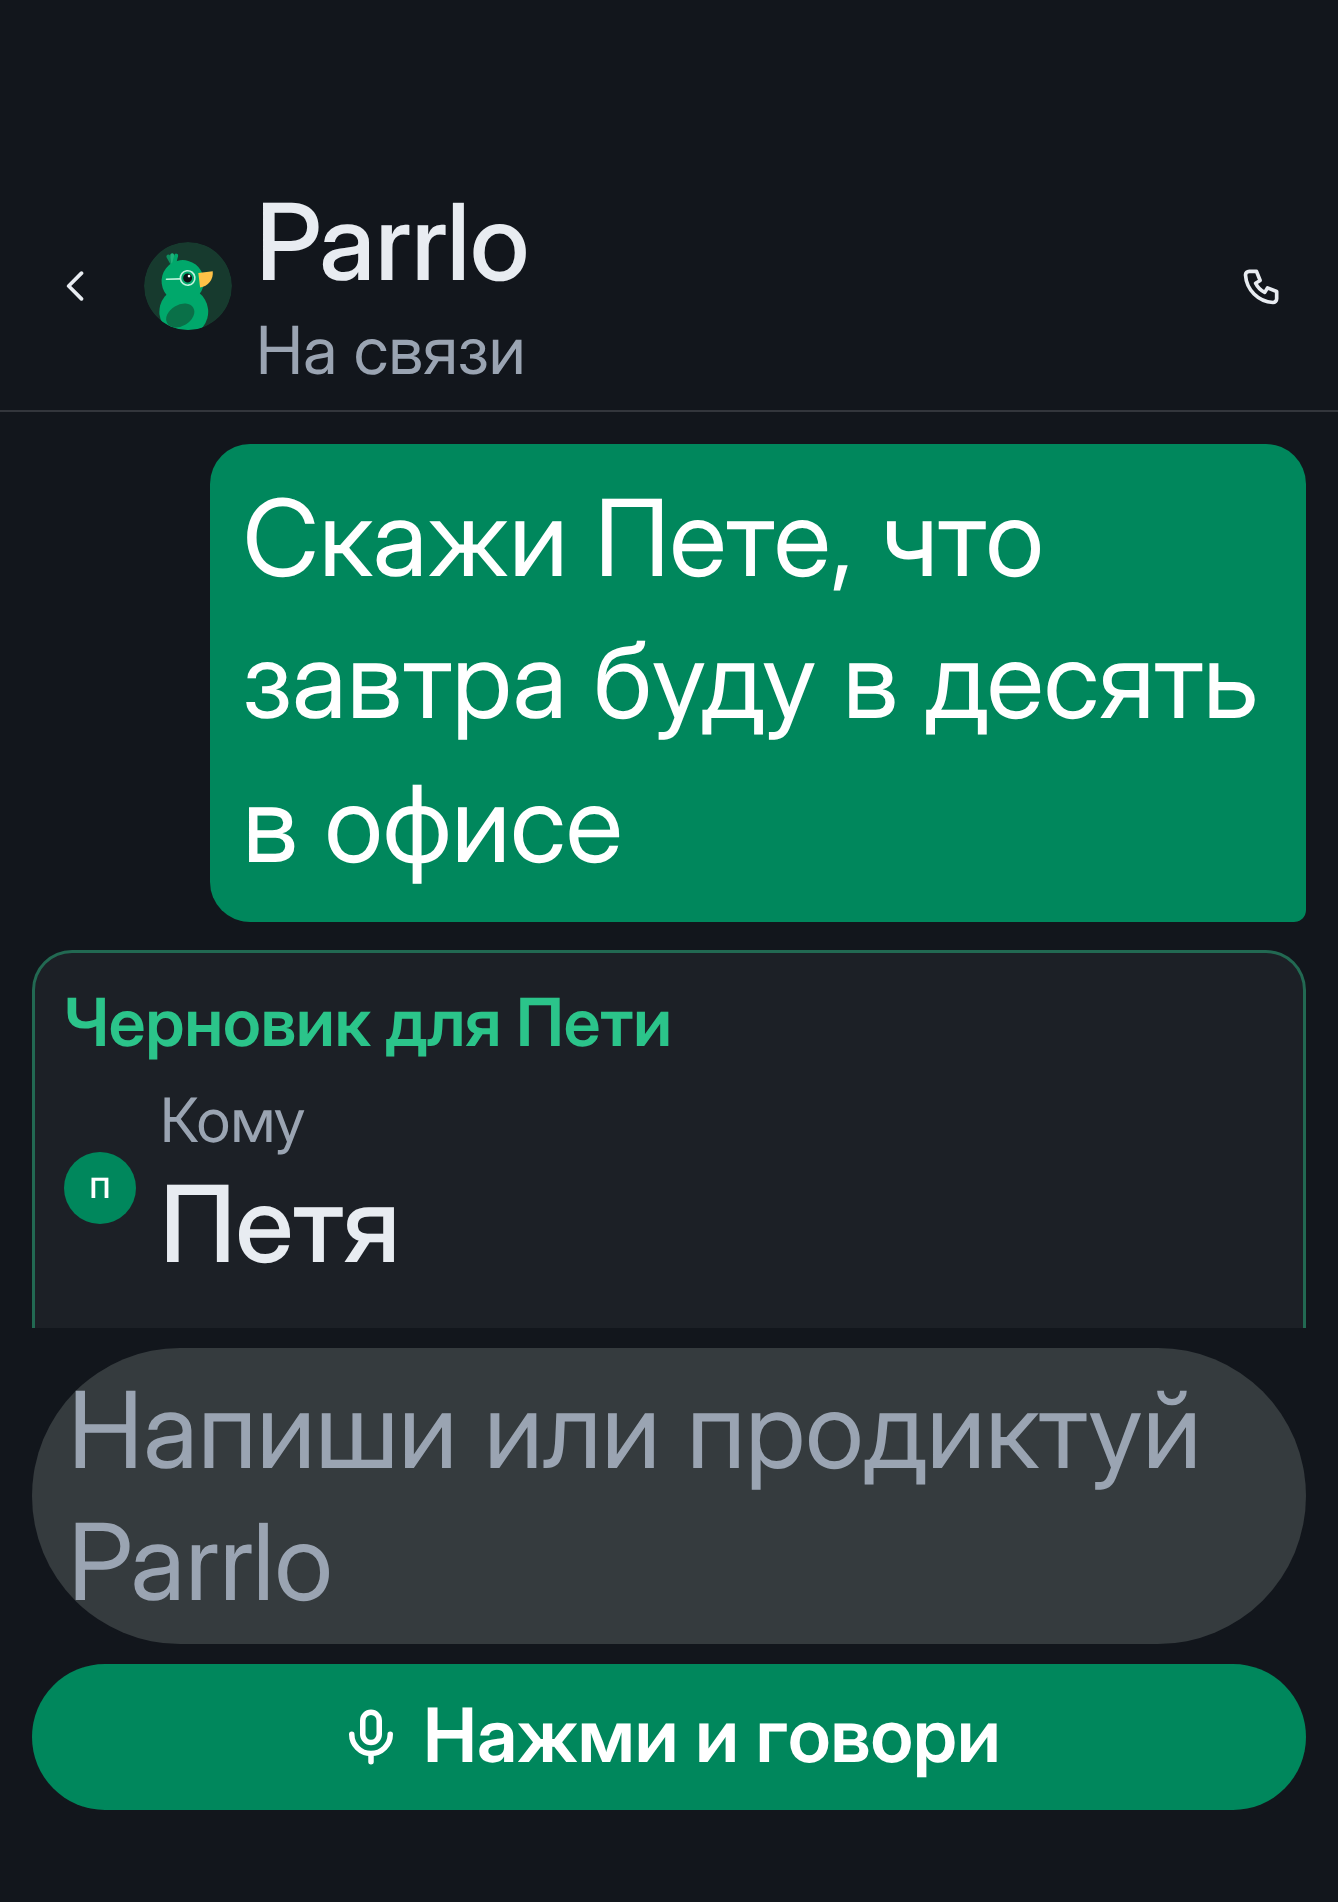 Parrlo
На связи
Скажи Пете, что
завтра буду в десять
в офисе
Черновик для Пети
Кому
П
Петя
Напиши или продиктуй
Parrlo
Нажми и говори